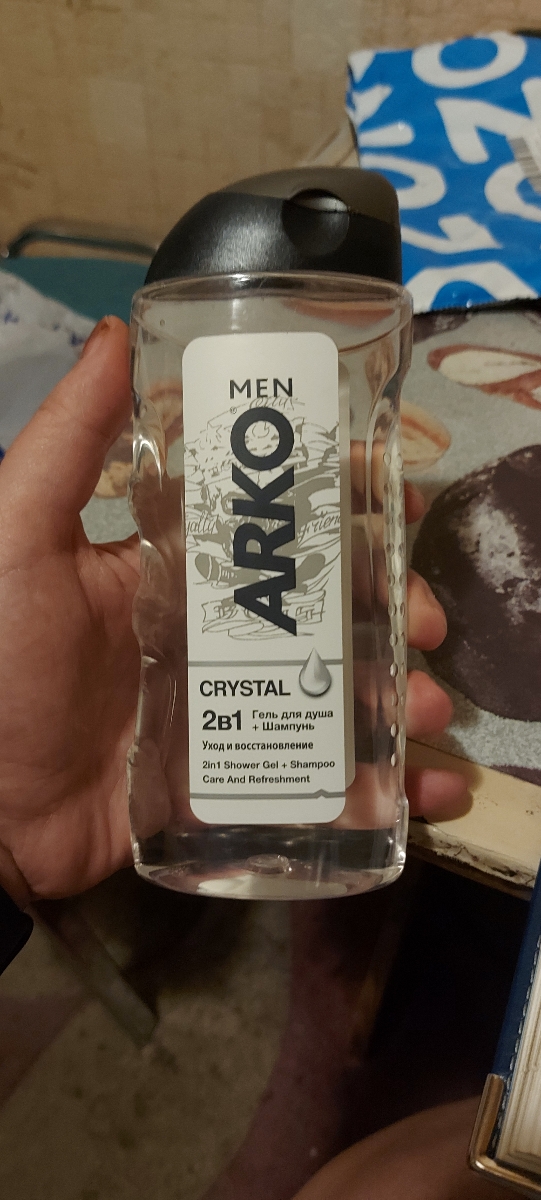 MEN
ARKO
CRYSTAL
2в1 Гель для душа
+ Шампунь
Уход и восстановление
2in1 Shower Gel + Shampoo
Care And Refreshment